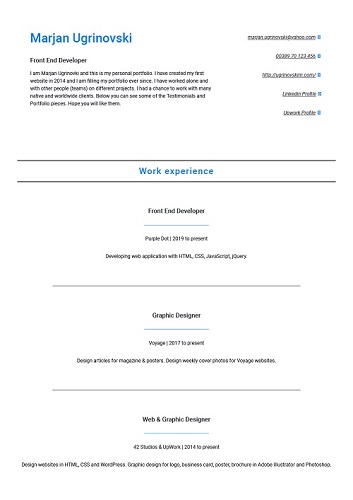 Marjan Ugrinovski
marjan.ugrinovski@yahoo.com
Front End Developer
00389 70 123 456
I am Marjan Ugrinovki and this is my personal portfolio. I have created my first
website in 2014 and I am filling my portfolio ever since. I have worked alone and
with other people (teams) on different projects. I had a chance to work with many
native and worldwide clients. Below you can see some of the Testimonials and
Portfolio pieces. Hope you will like them.
http://ugrinovskim.com/
LinkedIn Profile
Upwork Profile
Work experience
Front End Developer
Purple Dot | 2019 to present
Developing web application with HTML, CSS, JavaScript, jQuery.
Graphic Designer
Voyage | 2017 to present
Design articles for magazine & posters. Design weekly cover photos for Voyage websites.
Web & Graphic Designer
42 Studios & UpWork | 2014 to present
Design websites in HTML, CSS and WordPress. Graphic design for logo, business card, poster, brochure in Adobe Illustrator and Photoshop.